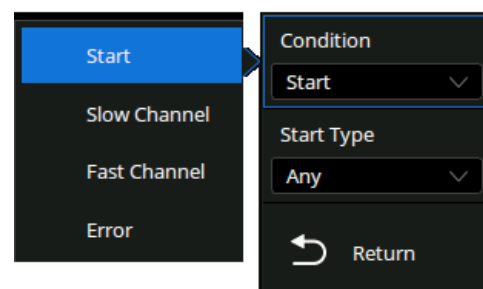 Start
Slow Channel
Fast Channel
Error
Condition
Start
Start Type
Any
Return